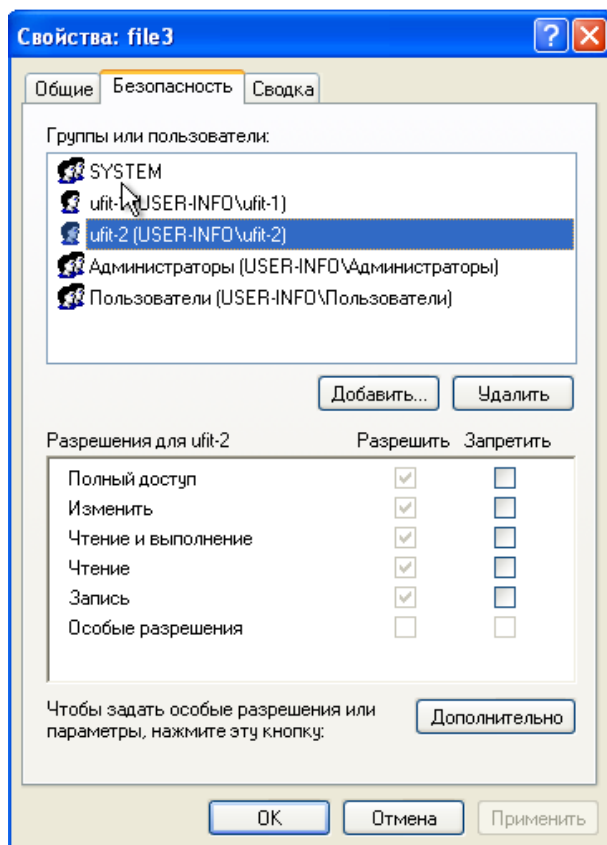 Свойства: file3
Общие Безопасность Сводка
Группы или пользователи:
SYSTEM
ufit- (USER-INFO\ufit-1)
ufit-2 (USER-INFO\ufit-2)
Администраторы (USER-INFO\Администраторы)
Пользователи (USER-INFO\Пользователи)
Добавить... Удалить
Разрешения для ufit-2 Разрешить Запретить
Полный доступ
Изменить
Чтение и выполнение
Чтение
Запись
Особые разрешения
Чтобы задать особые разрешения или
параметры, нажмите эту кнопку: Дополнительно
OK Отмена Применить